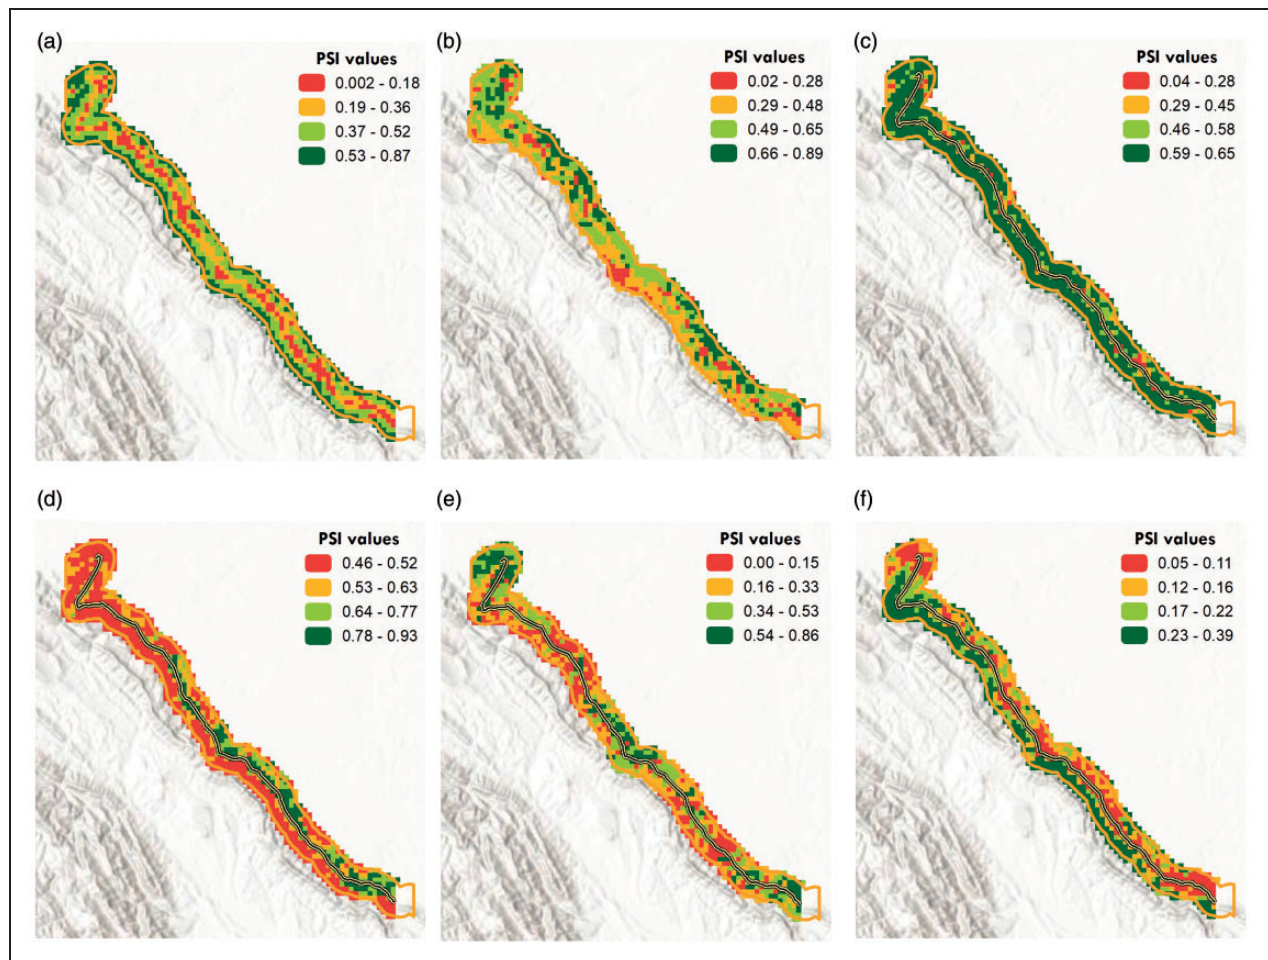 (a)
PSI values
0.002 - 0.18
0.19 - 0.36
0.37 - 0.52
0.53 - 0.87
(b)
PSI values
0.02 - 0.28
0.29 - 0.48
0.49 - 0.65
0.66 - 0.89
(c)
PSI values
0.04 - 0.28
0.29 - 0.45
0.46 - 0.58
0.59 - 0.65
(d)
PSI values
0.46 - 0.52
0.53 - 0.63
0.64 - 0.77
0.78 - 0.93
(e)
PSI values
0.00 - 0.15
0.16 - 0.33
0.34 - 0.53
0.54 - 0.86
(f)
PSI values
0.05 - 0.11
0.12 - 0.16
0.17 - 0.22
0.23 - 0.39